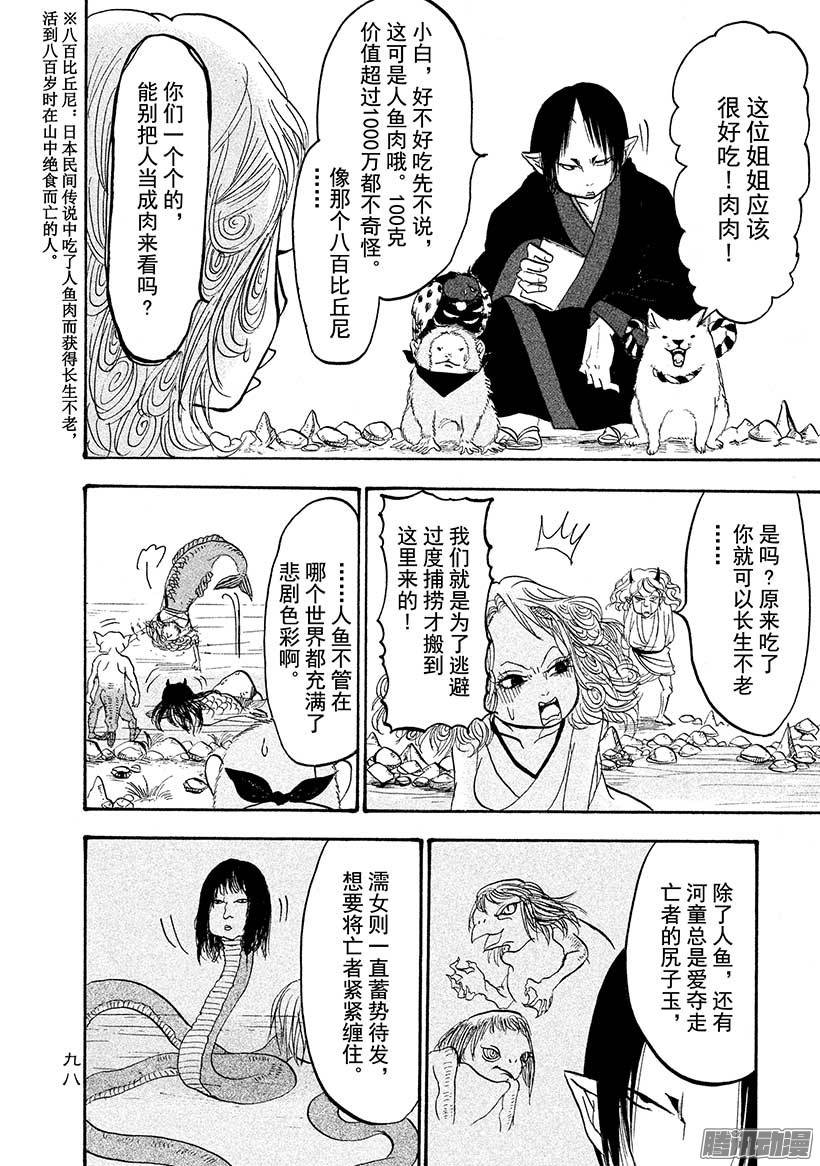 这位姐姐应该
很好吃！肉肉！
小白，好不好吃先不说，
这可是人鱼肉哦。100克
价值超过1000万都不奇怪。
像那个八百比丘尼
……
你们一个个的，
能别把人当成肉来看吗？
※八百比丘尼：日本民间传说中吃了人鱼肉而获得长生不老，
活到八百岁时在山中绝食而亡的人。
是吗？原来吃了
你就可以长生不老
……
我们就是为了逃避
过度捕捞才搬到
这里来的！
……人鱼不管在
哪个世界都充满了
悲剧色彩啊。
除了人鱼，还有
河童总是爱夺走
亡者的尻子玉，
濡女则一直蓄势待发，
想要将亡者紧紧缠住。
九八
腾讯动漫